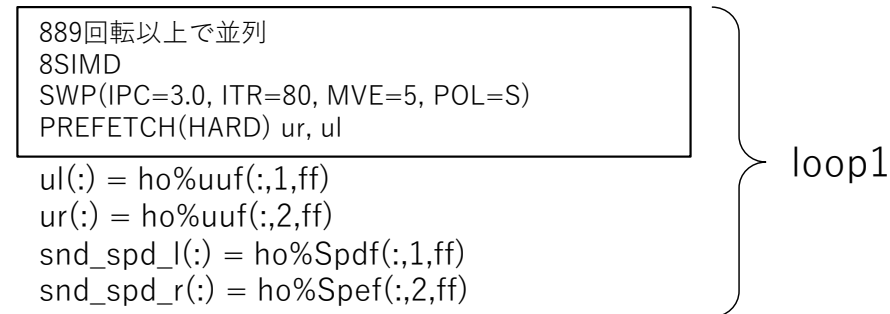 889回転以上で並列
8SIMD
SWP(IPC=3.0, ITR=80, MVE=5, POL=S)
PREFETCH(HARD) ur, ul
ul(:) = ho%uuf(:,1,ff)
ur(:) = ho%uuf(:,2,ff)
snd_spd_l(:) = ho%Spdf(:,1,ff)
snd_spd_r(:) = ho%Spef(:,2,ff)
loop1